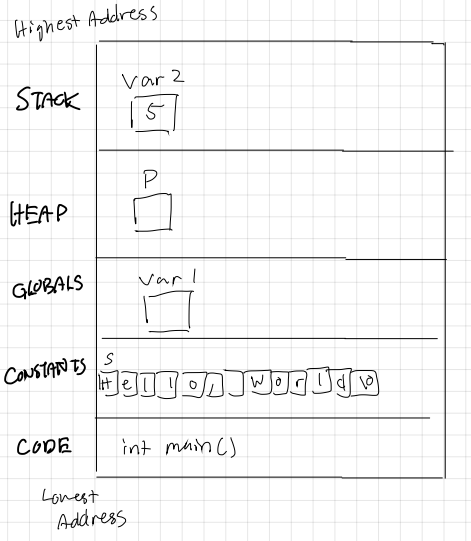 Highest Address
STACK
var 2
5
HEAP
P
GLOBALS
var 1
CONSTANTS
S
H e l l o , W o r l d \0
CODE
int main()
Lowest
Address